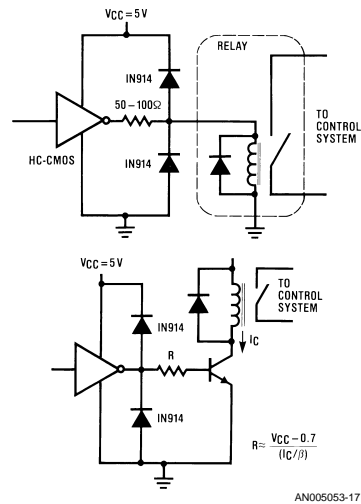 VCC = 5V
IN914
RELAY
50–100Ω
HC-CMOS
IN914
TO
CONTROL
SYSTEM
VCC = 5V
TO
CONTROL
SYSTEM
IN914
IC
R
IN914
R ≈ VCC – 0.7
(IC/β)
AN005053-17